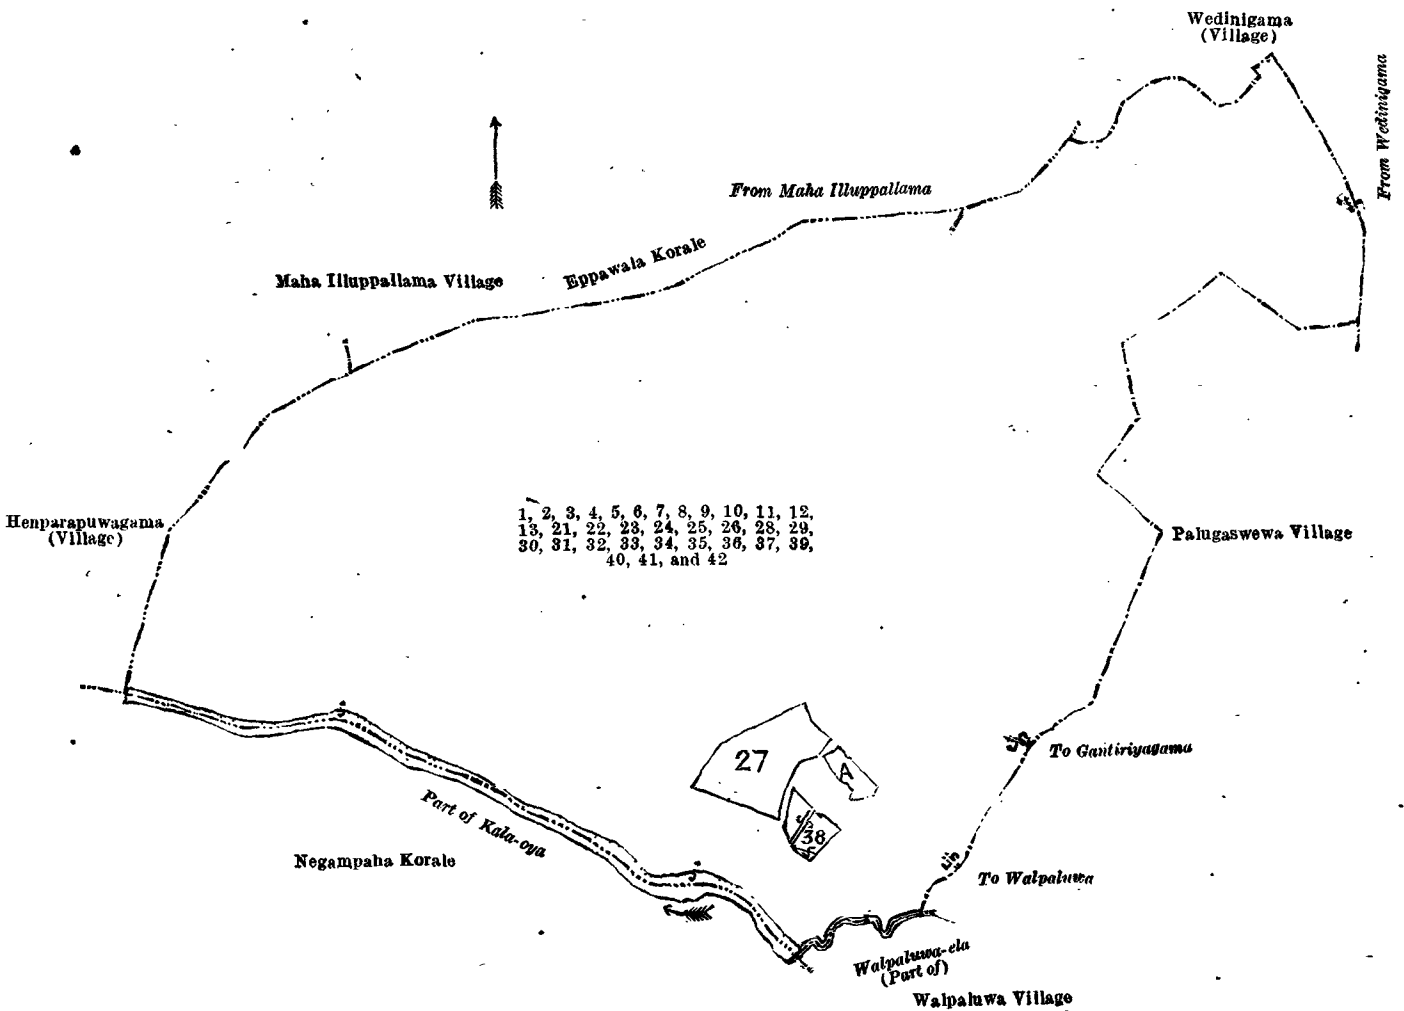 Wedinigama
(Village)
From Wedinigama
From Maha Illuppallama
Eppawala Korale
Maha Illuppallama Village
Henparapuwagama
(Village)
1, 2, 3, 4, 5, 6, 7, 8, 9, 10, 11, 12,
13, 21, 22, 23, 24, 25, 26, 28, 29,
30, 31, 32, 33, 34, 35, 36, 37, 39,
40, 41, and 42
Palugaswewa Village
27
A
38
To Gantiriyagama
Part of Kala-oya
Negampaha Korale
To Walpaluwa
Walpaluwa-ela
(Part of)
Walpaluwa Village